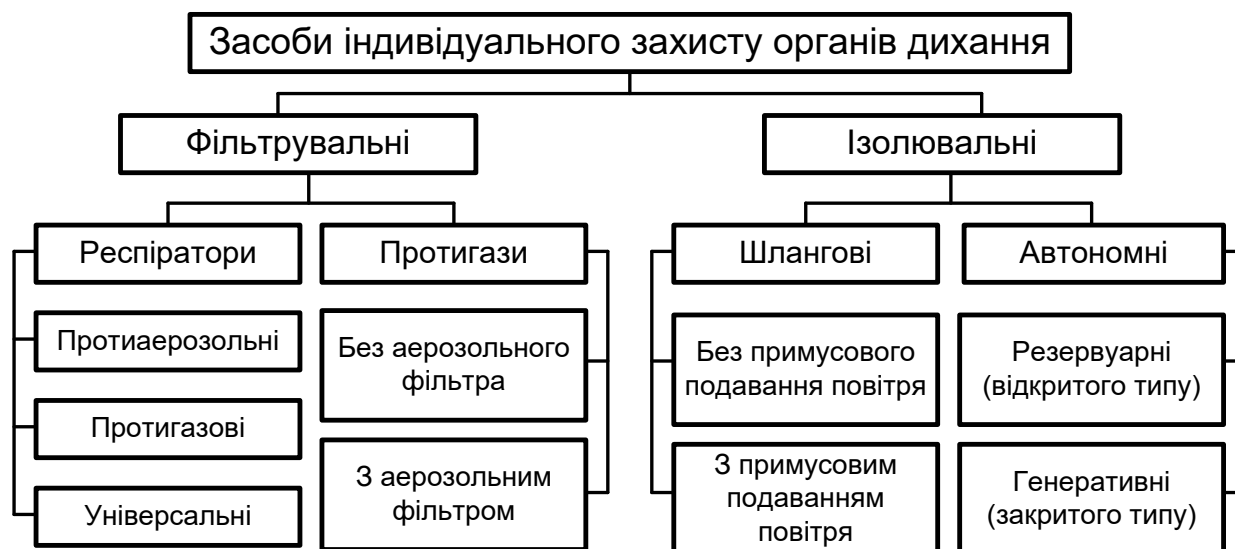 Засоби індивідуального захисту органів дихання
Фільтрувальні
Ізолювальні
Респіратори
Протигази
Шлангові
Автономні
Протиаерозольні
Протигазові
Універсальні
Без аерозольного
фільтра
З аерозольним
фільтром
Без примусового
подавання повітря
З примусовим
подаванням
повітря
Резервуарні
(відкритого типу)
Генеративні
(закритого типу)